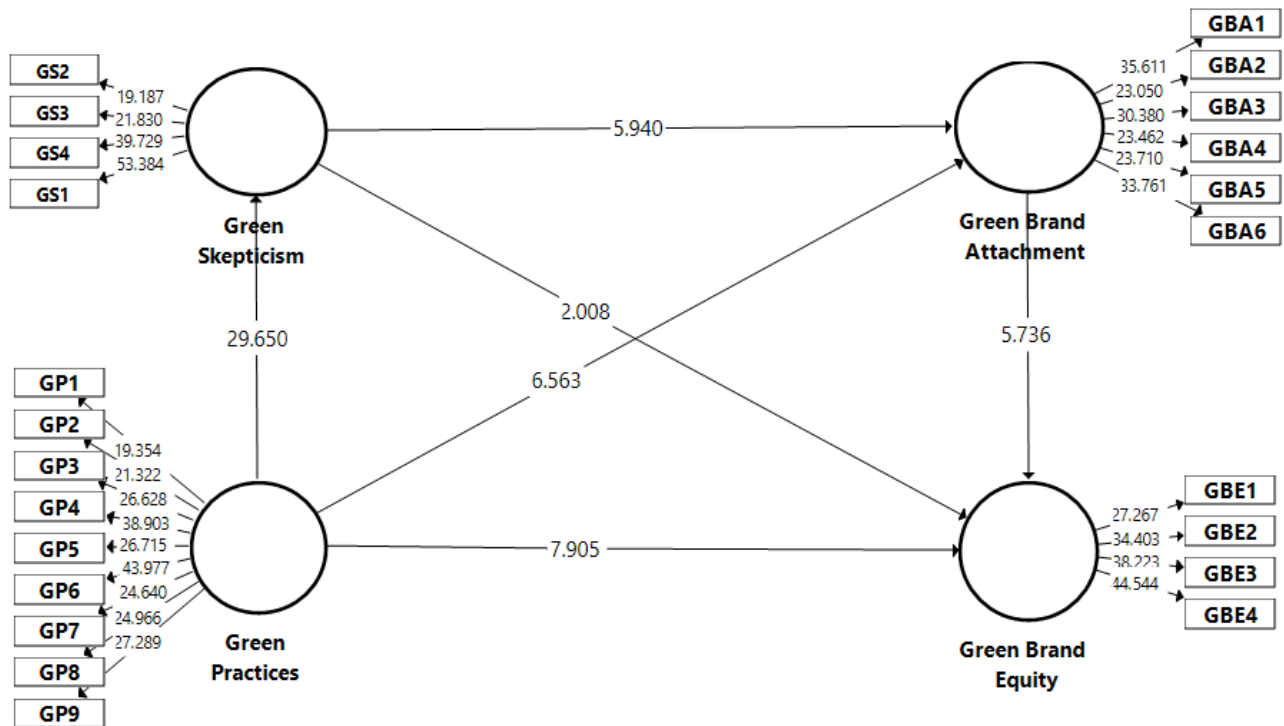 GS2
GS3
GS4
GS1
19.187
21.830
39.729
53.384
Green
Skepticism
5.940
GBA1
GBA2
GBA3
GBA4
GBA5
GBA6
35.611
23.050
30.380
23.462
23.710
33.761
Green Brand
Attachment
29.650
2.008
6.563
5.736
7.905
GP1
GP2
GP3
GP4
GP5
GP6
GP7
GP8
GP9
19.354
21.322
26.628
38.903
26.715
43.977
24.640
24.966
27.289
Green
Practices
GBE1
GBE2
GBE3
GBE4
27.267
34.403
38.223
44.544
Green Brand
Equity